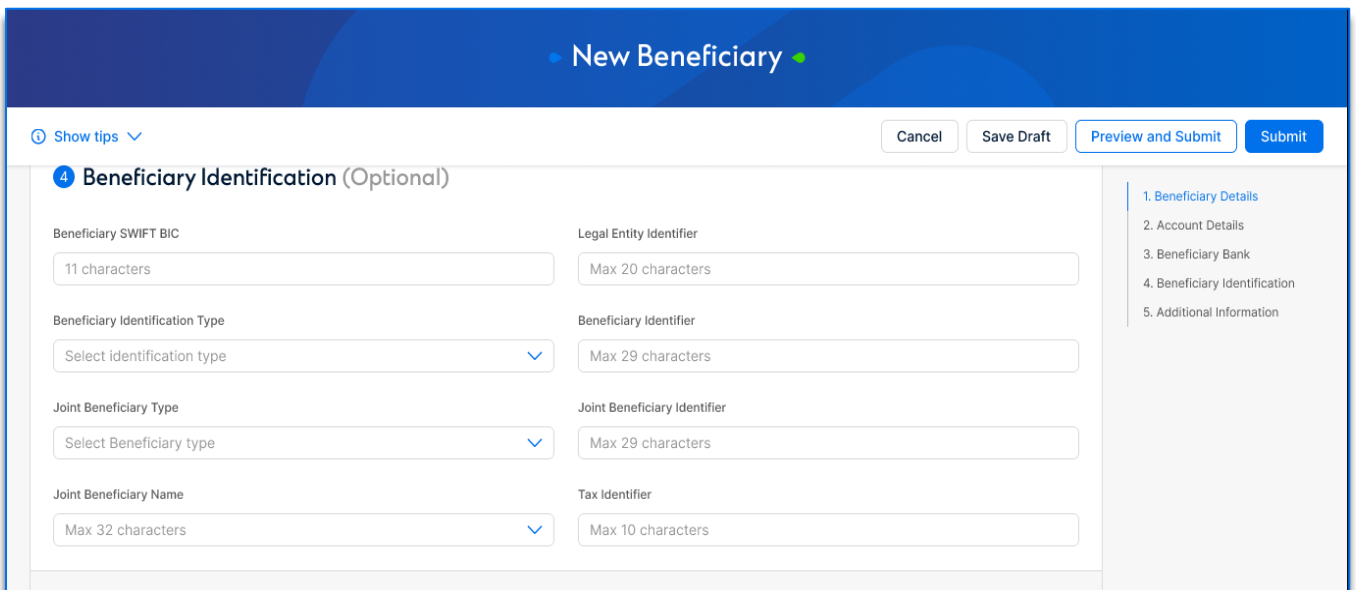 New Beneficiary
Show tips
Cancel
Save Draft
Preview and Submit
Submit
4 Beneficiary Identification (Optional)
Beneficiary SWIFT BIC
11 characters
Legal Entity Identifier
Max 20 characters
Beneficiary Identification Type
Select identification type
Beneficiary Identifier
Max 29 characters
Joint Beneficiary Type
Select Beneficiary type
Joint Beneficiary Identifier
Max 29 characters
Joint Beneficiary Name
Max 32 characters
Tax Identifier
Max 10 characters
1. Beneficiary Details
2. Account Details
3. Beneficiary Bank
4. Beneficiary Identification
5. Additional Information